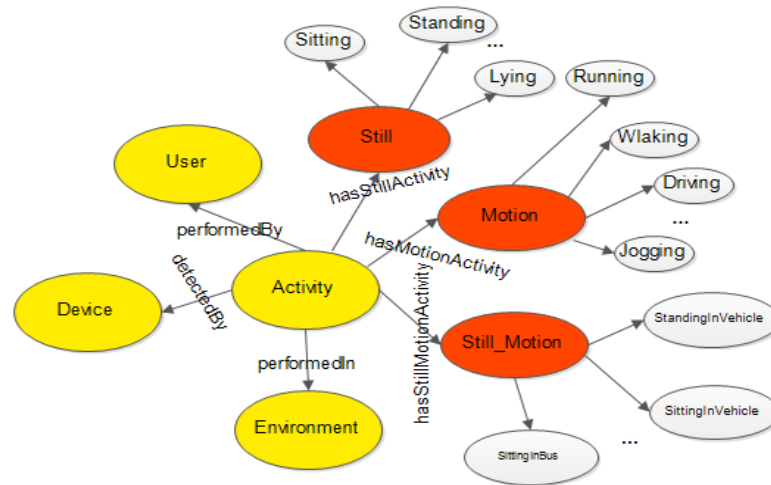 Standing
Sitting
...
Lying
Running
Still
Wlaking
User
hasStillActivity
Driving
Motion
...
performedBy
hasMotionActivity
Jogging
detectedBy
Activity
Device
hasStillMotionActivity
StandingInVehicle
Still_Motion
performedIn
SittingInVehicle
Environment
...
SittingInBus